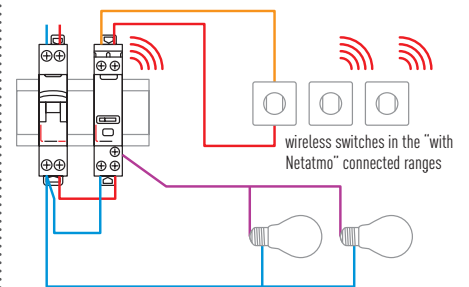 wireless switches in the "with
Netatmo" connected ranges